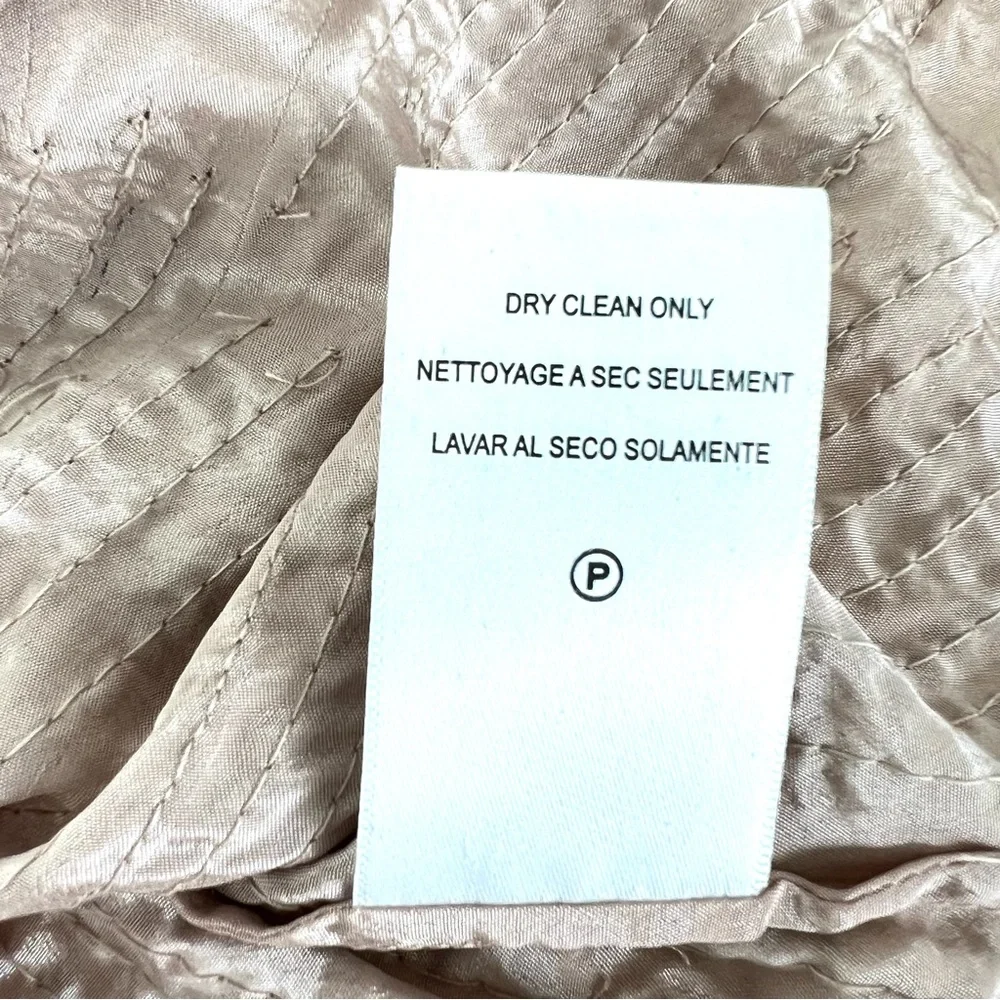 DRY CLEAN ONLY
NETTOYAGE A SEC SEULEMENT
LAVAR AL SECO SOLAMENTE
P